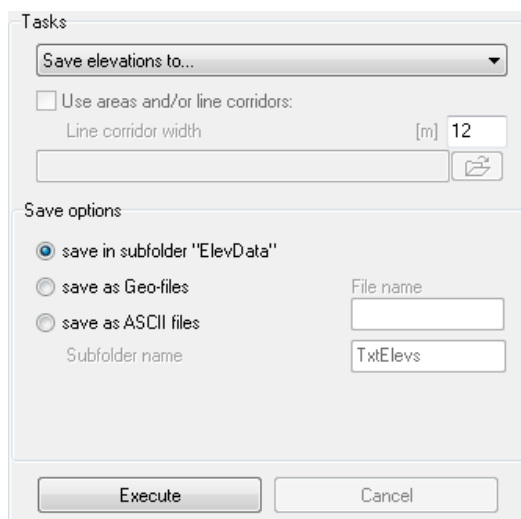 Tasks
Save elevations to...
Use areas and/or line corridors:
Line corridor width [m] 12
Save options
save in subfolder "ElevData"
save as Geo-files File name
save as ASCII files
Subfolder name TxtElevs
Execute Cancel